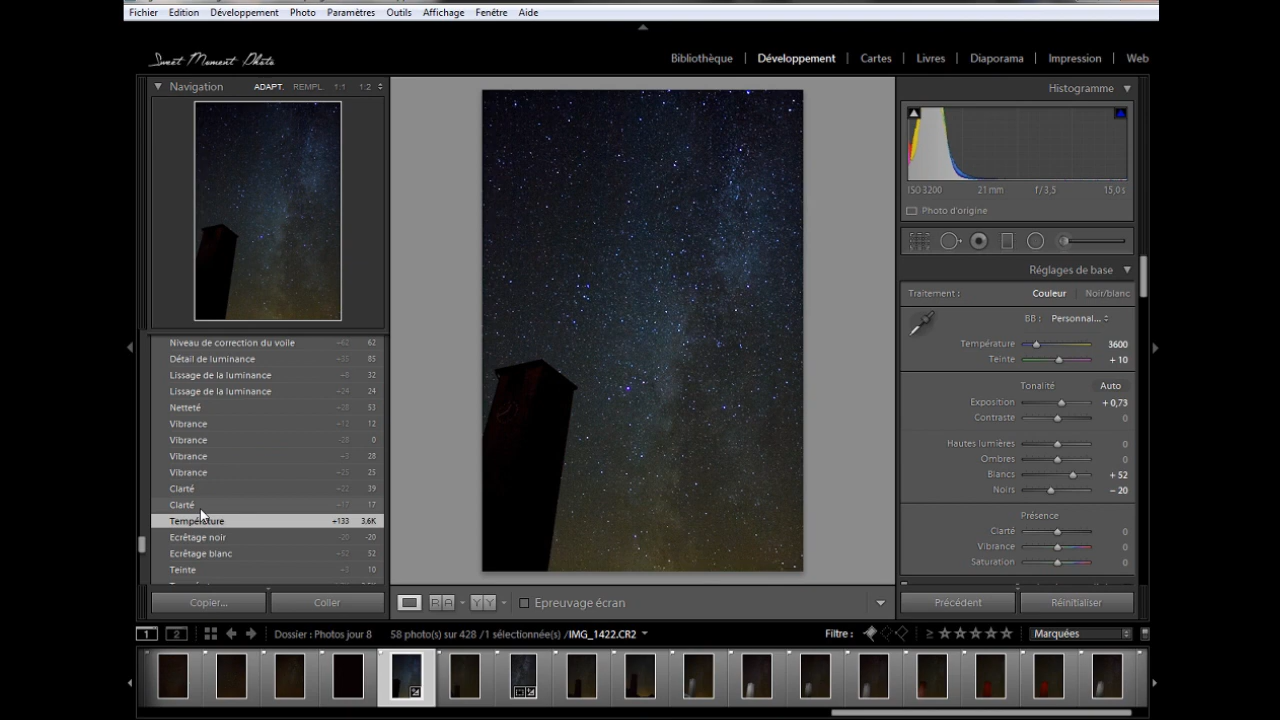 Fichier Edition Développement Photo Paramètres Outils Affichage Fenêtre Aide
Sweet Moment Photo
Bibliothèque | Développement | Cartes | Livres | Diaporama | Impression | Web
Navigation ADAPT. REMPL. 1:1 1:2
Histogramme
ISO 3200 21 mm f / 3,5 15,0 s
Photo d'origine
Réglages de base
Traitement : Couleur Noir/blanc
BB : Personnal...
Température 3600
Teinte + 10
Tonalité Auto
Exposition + 0,73
Contraste 0
Hautes lumières 0
Ombres 0
Blancs + 52
Noirs − 20
Présence
Clarté 0
Vibrance 0
Saturation 0
Niveau de correction du voile −62 62
Détail de luminance 85
Lissage de la luminance 32
Lissage de la luminance 24
Netteté 53
Vibrance −12 12
Vibrance 0
Vibrance 28
Vibrance −25 25
Clarté −22 39
Clarté −17 17
Température +133 3.6K
Ecrêtage noir -20
Ecrêtage blanc 52
Teinte 10
Copier... Coller
R A Y Y Epreuvage écran
Précédent Réinitialiser
1 2 Dossier : Photos jour 8 58 photo(s) sur 428 /1 sélectionnée(s) /IMG_1422.CR2
Filtre : ≥ ★★★★★ Marquées